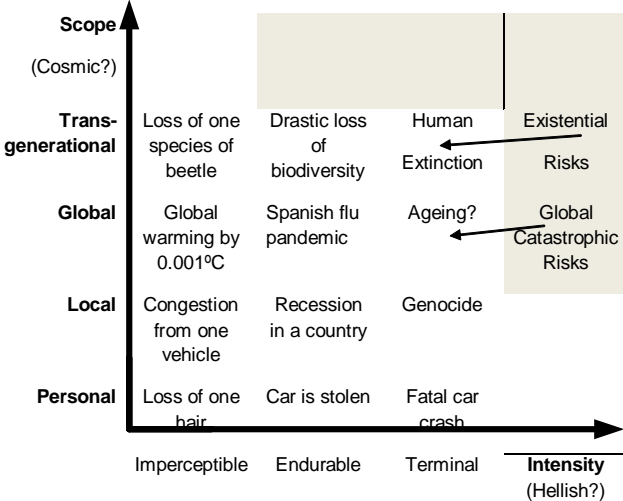 Scope
(Cosmic?)
Trans-
generational
Loss of one
species of
beetle
Drastic loss
of
biodiversity
Human
Extinction
Existential
Risks
Global
Global
warming by
0.001ºC
Spanish flu
pandemic
Ageing?
Global
Catastrophic
Risks
Local
Congestion
from one
vehicle
Recession
in a country
Genocide
Personal
Loss of one
hair
Car is stolen
Fatal car
crash
Imperceptible
Endurable
Terminal
Intensity
(Hellish?)